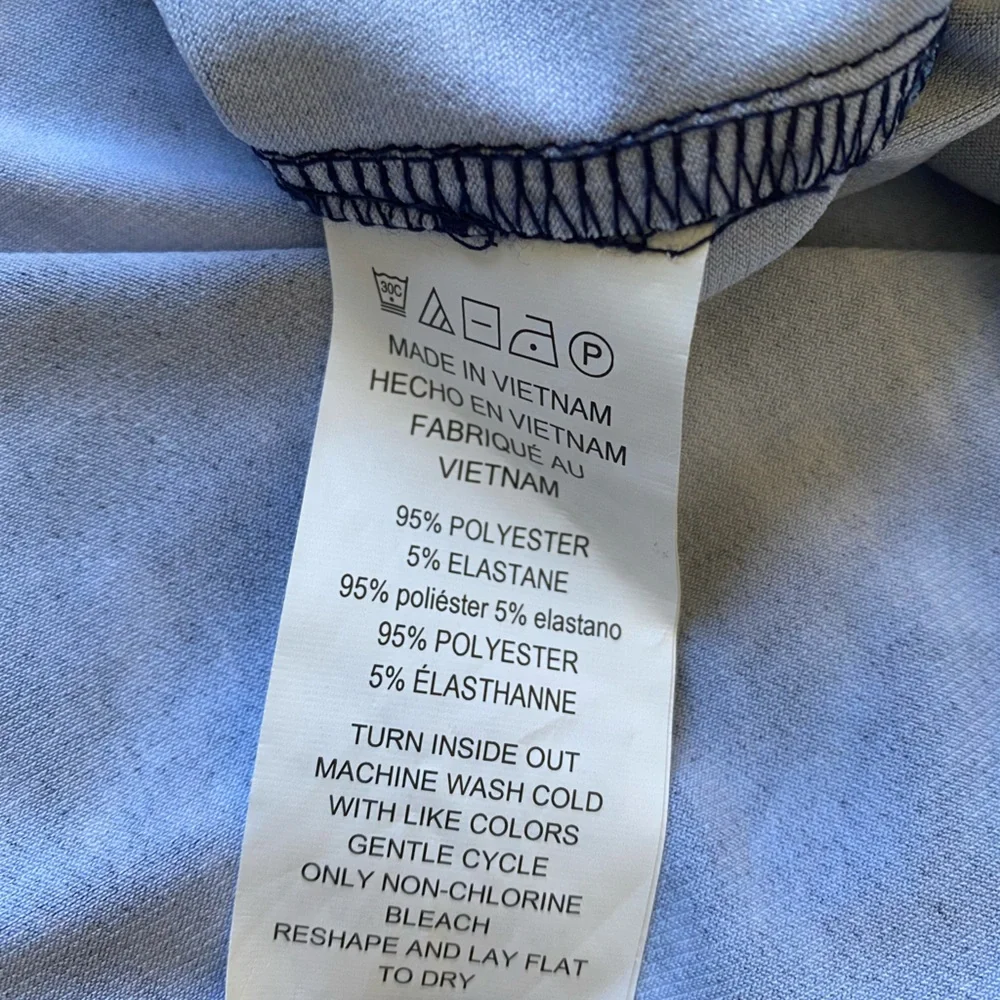 30C P
MADE IN VIETNAM
HECHO EN VIETNAM
FABRIQUÉ AU
VIETNAM
95% POLYESTER
5% ELASTANE
95% poliéster 5% elastano
95% POLYESTER
5% ÉLASTHANNE
TURN INSIDE OUT
MACHINE WASH COLD
WITH LIKE COLORS
GENTLE CYCLE
ONLY NON-CHLORINE
BLEACH
RESHAPE AND LAY FLAT
TO DRY